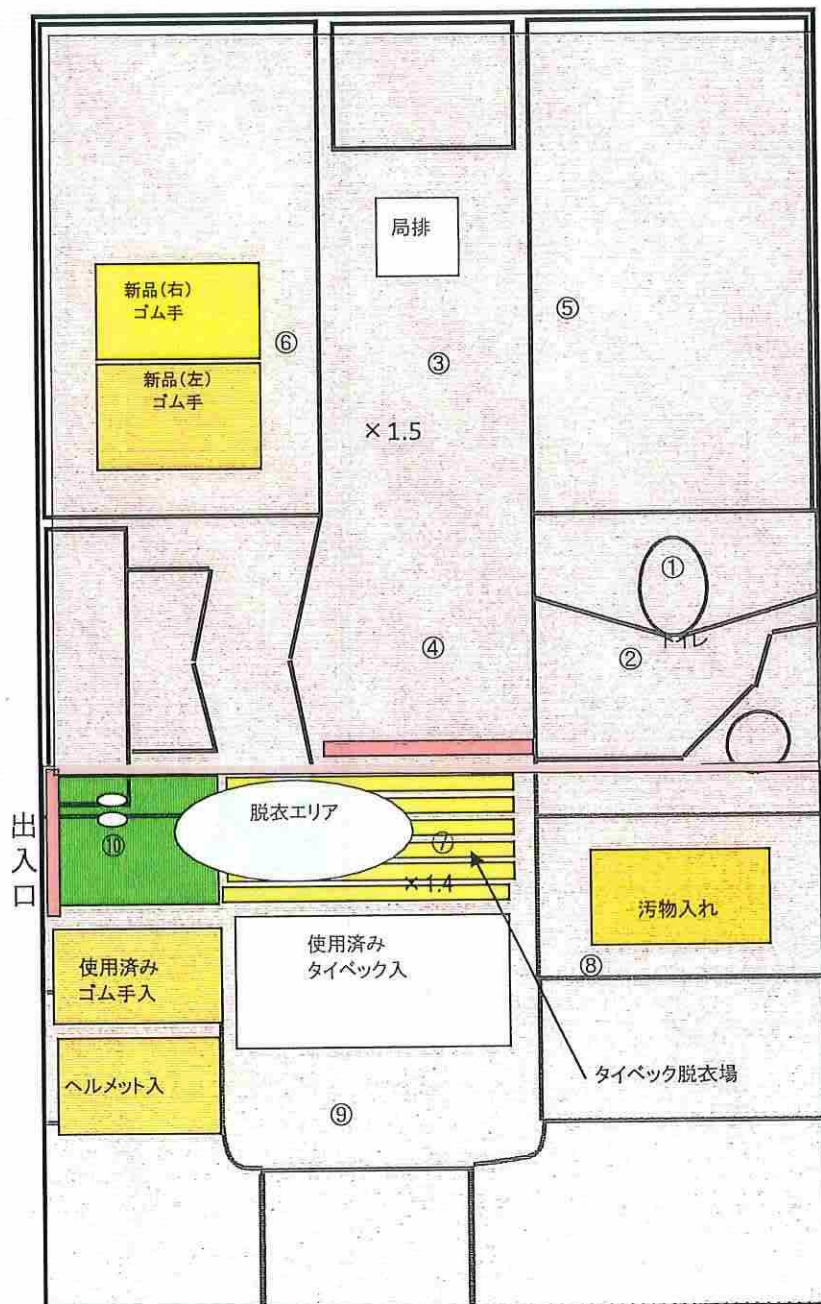 局排
新品(右)
ゴム手
⑥
③
⑤
新品(左)
ゴム手
×1.5
①
④
②
トイレ
出入口
脱衣エリア
⑩
⑦
×1.4
汚物入れ
使用済み
ゴム手入
使用済み
タイベック入
⑧
ヘルメット入
タイベック脱衣場
⑨